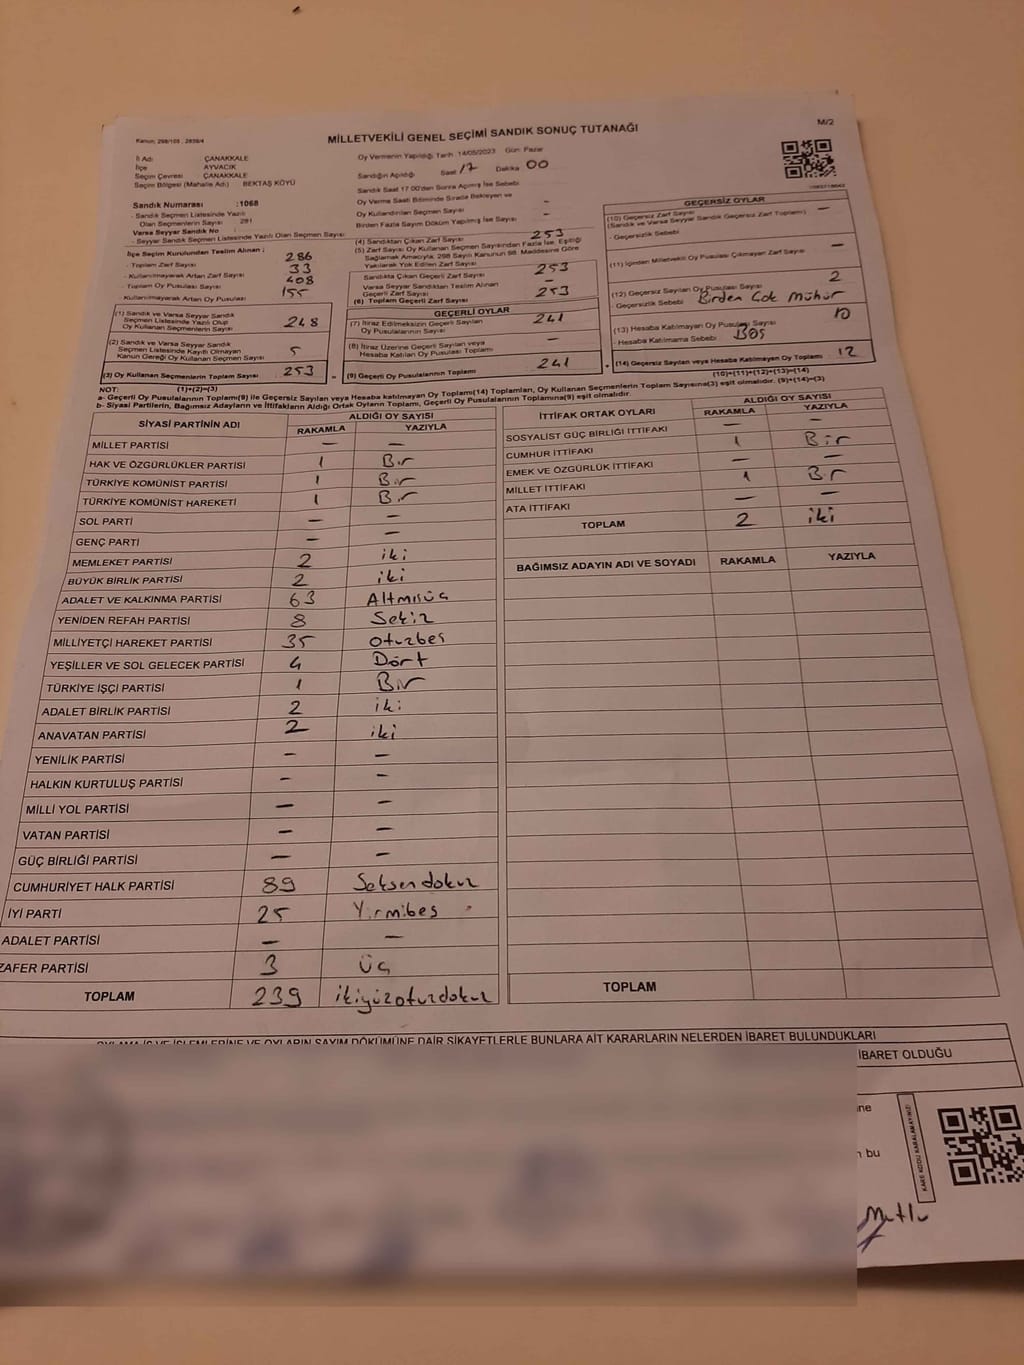 M/2
Kanun: 298/105, 2839/4
MİLLETVEKİLİ GENEL SEÇİMİ SANDIK SONUÇ TUTANAĞI
İl Adı ÇANAKKALE
İlçe AYVACIK
Seçim Çevresi ÇANAKKALE
Seçim Bölgesi (Mahalle Adı) BEKTAŞ KÖYÜ
Sandık Numarası :1068
- Sandık Seçmen Listesinde Yazılı
Olan Seçmenlerin Sayısı 291
Varsa Seyyar Sandık No :
- Seyyar Sandık Seçmen Listesinde Yazılı Olan Seçmen Sayısı
Oy Vermenin Yapıldığı Tarih 14/05/2023 Gün: Pazar
Sandığın Açıldığı Saat 17 Dakika 00
Sandık Saat 17.00'den Sonra Açılmış İse Sebebi
Oy Verme Saati Bitiminde Sırada Bekleyen ve
Oy Kullandırılan Seçmen Sayısı -
Birden Fazla Sayım Döküm Yapılmış İse Sayısı -
İlçe Seçim Kurulundan Teslim Alınan ;
- Toplam Zarf Sayısı 286
- Kullanılmayarak Artan Zarf Sayısı 33
- Toplam Oy Pusulası Sayısı 408
- Kullanılmayarak Artan Oy Pusulası 155
(1) Sandık ve Varsa Seyyar Sandık
Seçmen Listesinde Yazılı Olup
Oy Kullanan Seçmenlerin Sayısı 248
(2) Sandık ve Varsa Seyyar Sandık
Seçmen Listesinde Kayıtlı Olmayan
Kanun Gereği Oy Kullanan Seçmen Sayısı 5
(3) Oy Kullanan Seçmenlerin Toplam Sayısı 253
(1)+(2)=(3)
(4) Sandıktan Çıkan Zarf Sayısı 253
(5) Zarf Sayısı Oy Kullanan Seçmen Sayısından Fazla İse, Eşitliği
Sağlamak Amacıyla; 298 Sayılı Kanunun 98. Maddesine Göre
Yakılarak Yok Edilen Zarf Sayısı -
Sandıkta Çıkan Geçerli Zarf Sayısı 253
Varsa Seyyar Sandıktan Teslim Alınan
Geçerli Zarf Sayısı -
(6) Toplam Geçerli Zarf Sayısı 253
GEÇERLİ OYLAR
(7) İtiraz Edilmeksizin Geçerli Sayılan
Oy Pusulalarının Sayısı 241
(8) İtiraz Üzerine Geçerli Sayılan veya
Hesaba Katılan Oy Pusulası Toplamı -
= (9) Geçerli Oy Pusulalarının Toplamı 241
GEÇERSİZ OYLAR
(10) Geçersiz Zarf Sayısı -
(Sandık ve Varsa Seyyar Sandık Geçersiz Zarf Toplamı)
- Geçersizlik Sebebi
(11) İçinden Milletvekili Oy Pusulası Çıkmayan Zarf Sayısı -
(12) Geçersiz Sayılan Oy Pusulası Sayısı 2
Geçersizlik Sebebi Birden Çok Mühür
(13) Hesaba Katılmayan Oy Pusulası Sayısı 10
- Hesaba Katılmama Sebebi Boş
+ (14) Geçersiz Sayılan veya Hesaba Katılmayan Oy Toplamı 12
(10)+(11)+(12)+(13)=(14)
NOT:
a- Geçerli Oy Pusulalarının Toplamı(9) ile Geçersiz Sayılan veya Hesaba katılmayan Oy Toplamı(14) Toplamları, Oy Kullanan Seçmenlerin Toplam Sayısına(3) eşit olmalıdır. (9)+(14)=(3)
b- Siyasi Partilerin, Bağımsız Adayların ve İttifakların Aldığı Ortak Oyların Toplamı, Geçerli Oy Pusulalarının Toplamına(9) eşit olmalıdır.
SİYASİ PARTİNİN ADI ALDIĞI OY SAYISI
RAKAMLA YAZIYLA
MİLLET PARTİSİ - -
HAK VE ÖZGÜRLÜKLER PARTİSİ 1 Bir
TÜRKİYE KOMÜNİST PARTİSİ 1 Bir
TÜRKİYE KOMÜNİST HAREKETİ 1 Bir
SOL PARTİ - -
GENÇ PARTİ - -
MEMLEKET PARTİSİ 2 iki
BÜYÜK BİRLİK PARTİSİ 2 iki
ADALET VE KALKINMA PARTİSİ 63 Altmışüç
YENİDEN REFAH PARTİSİ 8 Sekiz
MİLLİYETÇİ HAREKET PARTİSİ 35 otuzbeş
YEŞİLLER VE SOL GELECEK PARTİSİ 4 Dört
TÜRKİYE İŞÇİ PARTİSİ 1 Bir
ADALET BİRLİK PARTİSİ 2 iki
ANAVATAN PARTİSİ 2 iki
YENİLİK PARTİSİ - -
HALKIN KURTULUŞ PARTİSİ - -
MİLLİ YOL PARTİSİ - -
VATAN PARTİSİ - -
GÜÇ BİRLİĞİ PARTİSİ - -
CUMHURİYET HALK PARTİSİ 89 Seksendokuz
İYİ PARTİ 25 Yirmibeş
ADALET PARTİSİ - -
ZAFER PARTİSİ 3 Üç
TOPLAM 239 ikiyüzotuzdokuz
İTTİFAK ORTAK OYLARI ALDIĞI OY SAYISI
RAKAMLA YAZIYLA
SOSYALİST GÜÇ BİRLİĞİ İTTİFAKI - -
CUMHUR İTTİFAKI 1 Bir
EMEK VE ÖZGÜRLÜK İTTİFAKI - -
MİLLET İTTİFAKI 1 Bir
ATA İTTİFAKI - -
TOPLAM 2 iki
BAĞIMSIZ ADAYIN ADI VE SOYADI RAKAMLA YAZIYLA
TOPLAM
OYLAMA İŞ VE İŞLEMLERİNE VE OYLARIN SAYIM DÖKÜMÜNE DAİR ŞİKAYETLERLE BUNLARA AİT KARARLARIN NELERDEN İBARET BULUNDUKLARI
İBARET OLDUĞU
ine
bu
KARE KODU KARALAMAYINIZ!
Mutlu